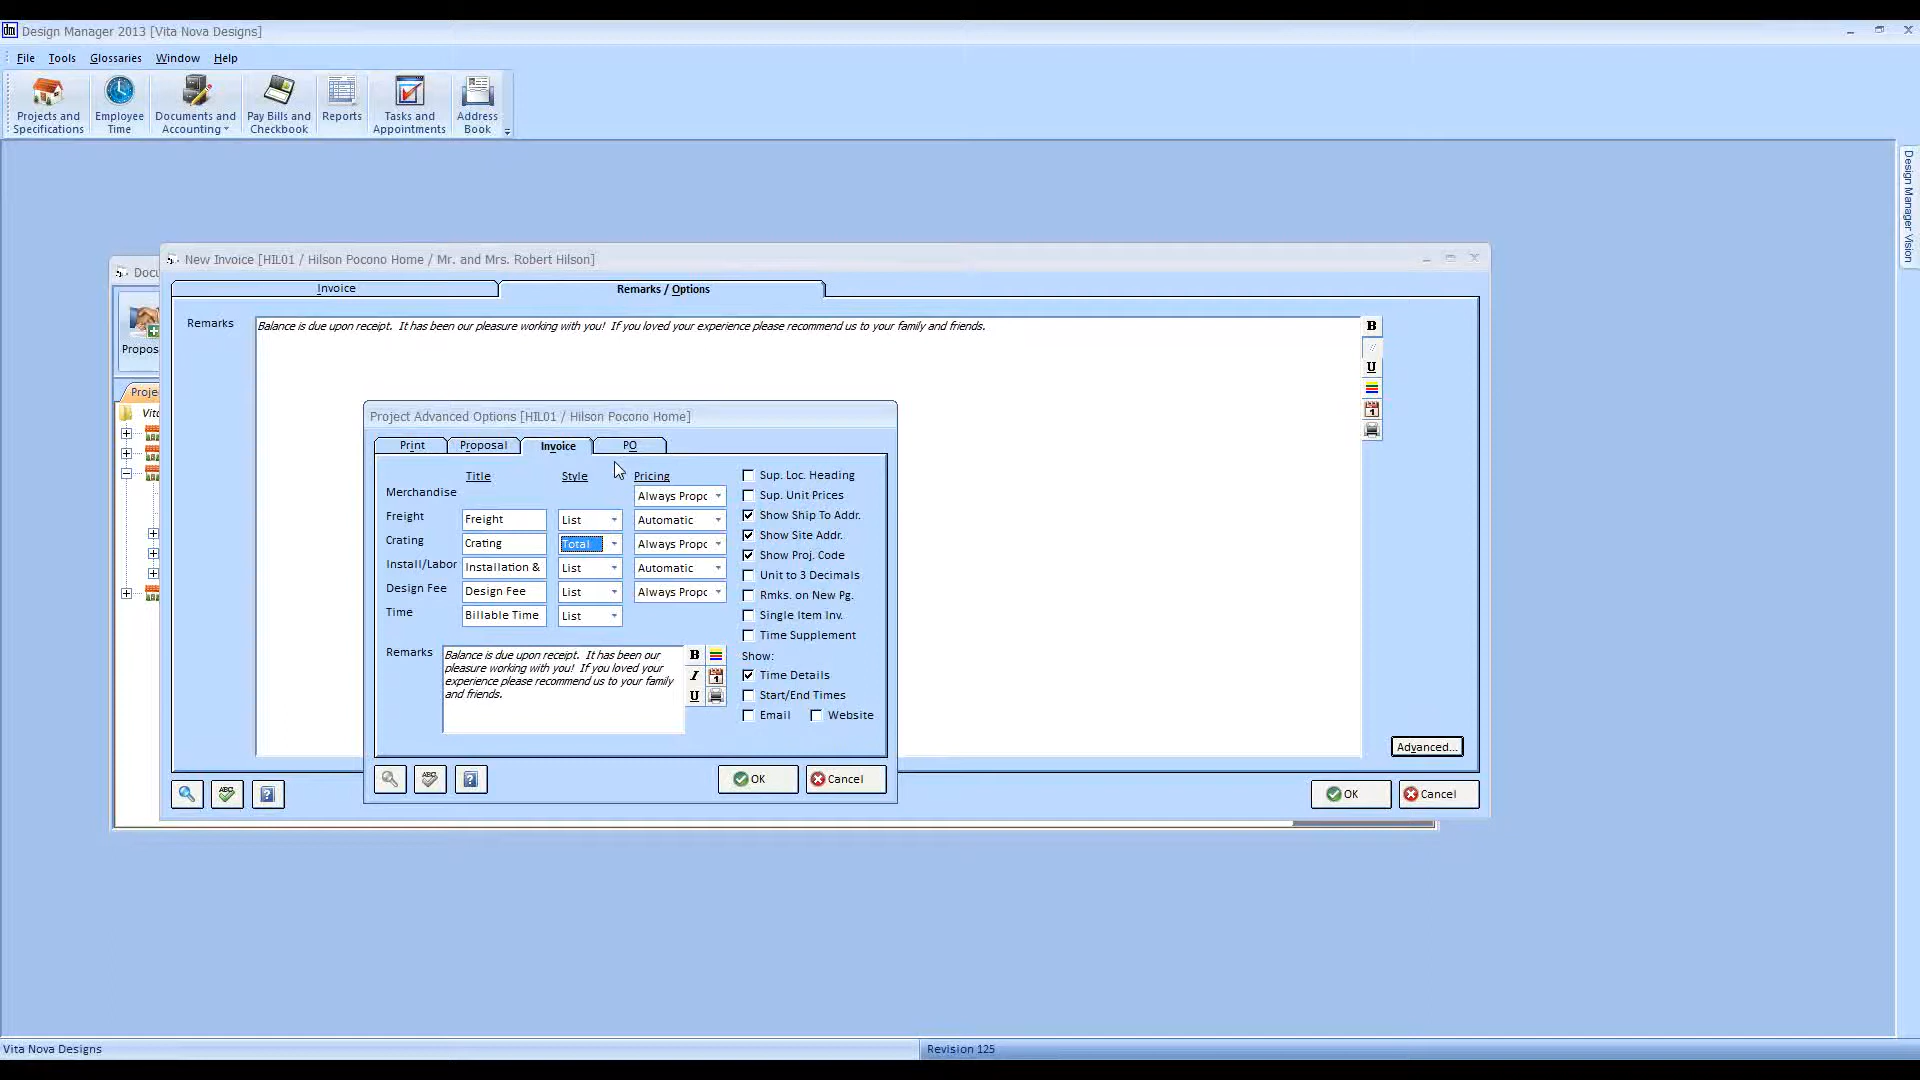 dm Design Manager 2013 [Vita Nova Designs]
File Tools Glossaries Window Help
Projects and Specifications
Employee Time
Documents and Accounting
Pay Bills and Checkbook
Reports
Tasks and Appointments
Address Book
Design Manager Vision
Docu
New Invoice [HIL01 / Hilson Pocono Home / Mr. and Mrs. Robert Hilson]
Invoice Remarks / Options
Propos
Projec
Vita
Remarks
Balance is due upon receipt. It has been our pleasure working with you! If you loved your experience please recommend us to your family and friends.
B
U
1
Project Advanced Options [HIL01 / Hilson Pocono Home]
Print Proposal Invoice PO
Title Style Pricing
Merchandise Always Propc
Freight Freight List Automatic
Crating Crating Total Always Propc
Install/Labor Installation & List Automatic
Design Fee Design Fee List Always Propc
Time Billable Time List
Sup. Loc. Heading
Sup. Unit Prices
Show Ship To Addr.
Show Site Addr.
Show Proj. Code
Unit to 3 Decimals
Rmks. on New Pg.
Single Item Inv.
Time Supplement
Show:
Time Details
Start/End Times
Email Website
Remarks
Balance is due upon receipt. It has been our
pleasure working with you! If you loved your
experience please recommend us to your family
and friends.
B
I 1
U
ABC ? OK Cancel
Advanced...
ABC ? OK Cancel
Vita Nova Designs Revision 125